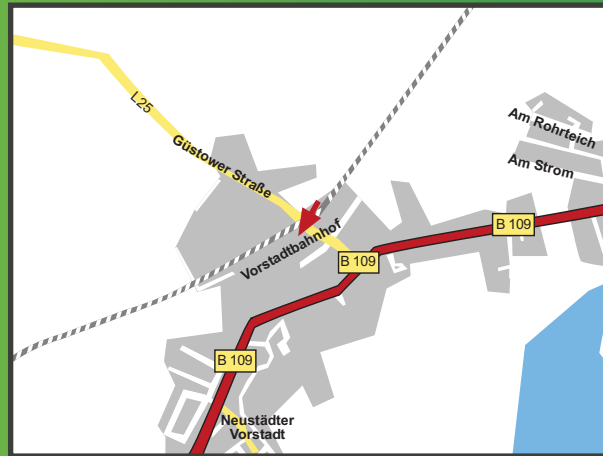 L25
Güstower Straße
Am Rohrteich
Am Strom
Vorstadtbahnhof
B 109
B 109
B 109
Neustädter
Vorstadt